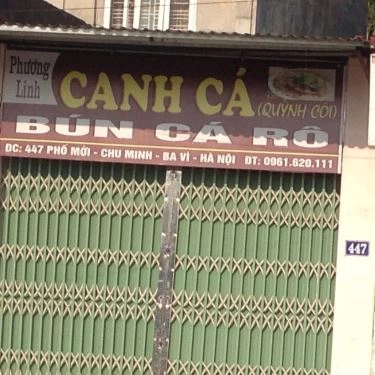 Phương
Linh
CANH CÁ
(QUỲNH CÔI)
BÚN CÁ RÔ
ĐC: 447 PHỐ MỚI - CHU MINH - BA VÌ - HÀ NỘI ĐT: 0961.620.111
447